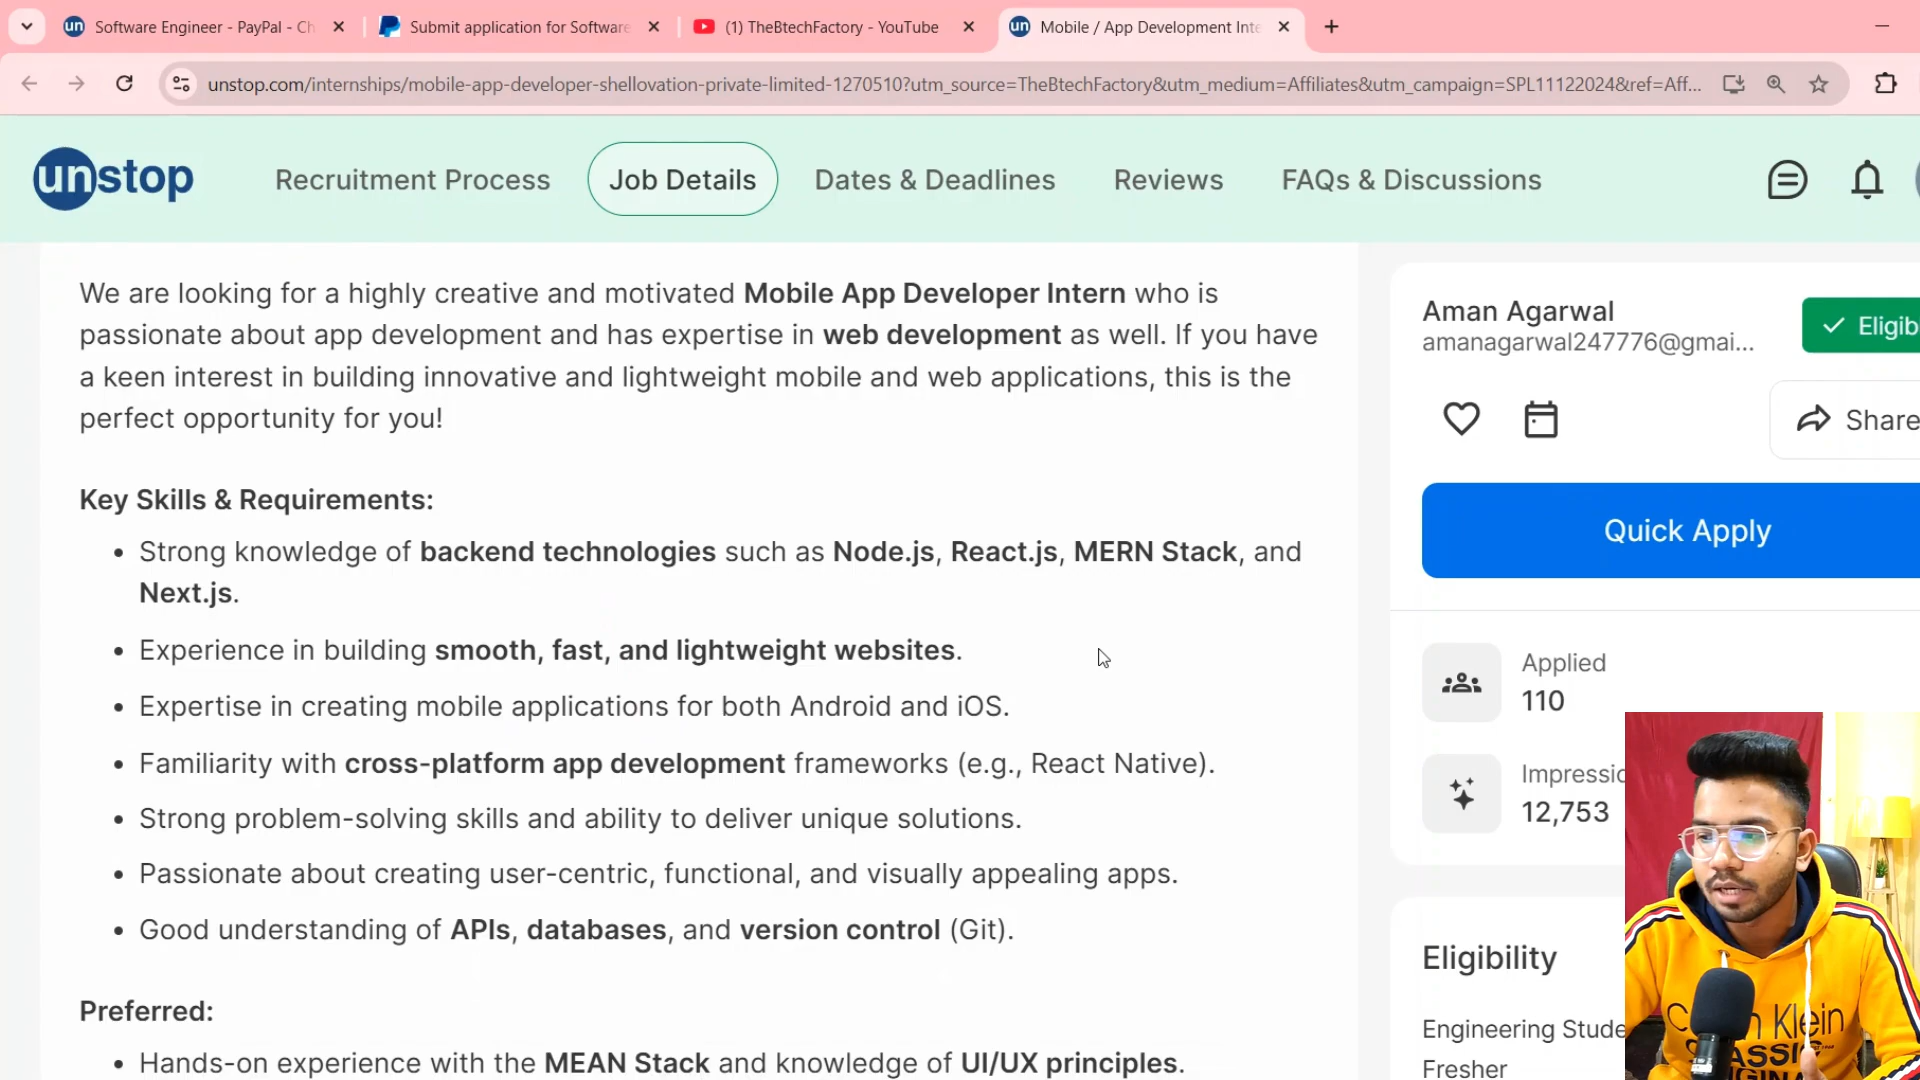 un Software Engineer - PayPal - Ch
Submit application for Software
(1) TheBtechFactory - YouTube
un Mobile / App Development Inte
unstop.com/internships/mobile-app-developer-shellovation-private-limited-1270510?utm_source=TheBtechFactory&utm_medium=Affiliates&utm_campaign=SPL11122024&ref=Aff...
unstop
Recruitment Process
Job Details
Dates & Deadlines
Reviews
FAQs & Discussions
We are looking for a highly creative and motivated Mobile App Developer Intern who is
passionate about app development and has expertise in web development as well. If you have
a keen interest in building innovative and lightweight mobile and web applications, this is the
perfect opportunity for you!
Key Skills & Requirements:
• Strong knowledge of backend technologies such as Node.js, React.js, MERN Stack, and
Next.js.
• Experience in building smooth, fast, and lightweight websites.
• Expertise in creating mobile applications for both Android and iOS.
• Familiarity with cross-platform app development frameworks (e.g., React Native).
• Strong problem-solving skills and ability to deliver unique solutions.
• Passionate about creating user-centric, functional, and visually appealing apps.
• Good understanding of APIs, databases, and version control (Git).
Preferred:
• Hands-on experience with the MEAN Stack and knowledge of UI/UX principles.
Aman Agarwal
amanagarwal247776@gmai...
Eligib
Share
Quick Apply
Applied
110
Impressio
12,753
Eligibility
Engineering Stude
Fresher
Klein